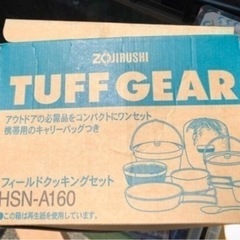 ZOJIRUSHI
TUFF GEAR
アウトドアの必需品をコンパクトにワンセット
携帯用のキャリーバッグつき
フィールドクッキングセット
HSN-A160
●この箱は再生紙を使用しています。